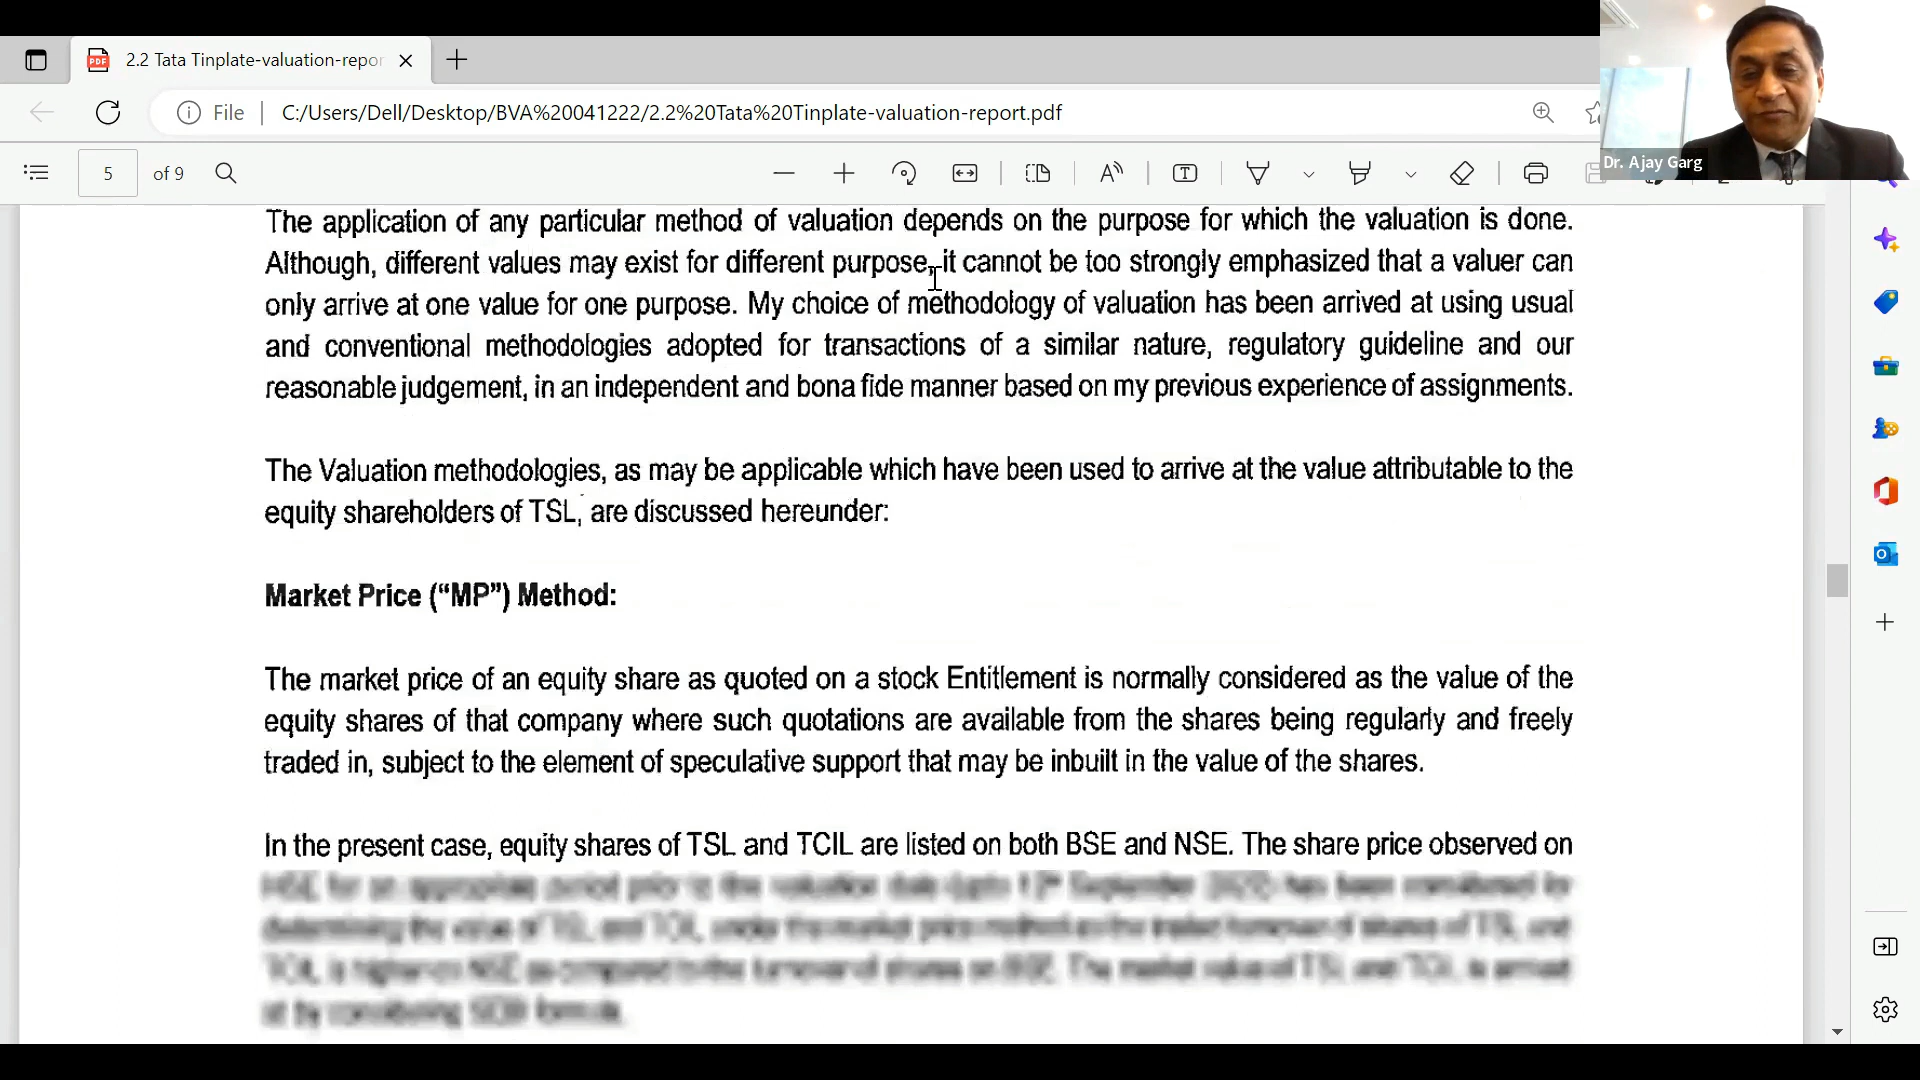 2.2 Tata Tinplate-valuation-repor
File
C:/Users/Dell/Desktop/BVA%20041222/2.2%20Tata%20Tinplate-valuation-report.pdf
Dr. Ajay Garg
5 of 9
The application of any particular method of valuation depends on the purpose for which the valuation is done.
Although, different values may exist for different purpose, it cannot be too strongly emphasized that a valuer can
only arrive at one value for one purpose. My choice of methodology of valuation has been arrived at using usual
and conventional methodologies adopted for transactions of a similar nature, regulatory guideline and our
reasonable judgement, in an independent and bona fide manner based on my previous experience of assignments.
The Valuation methodologies, as may be applicable which have been used to arrive at the value attributable to the
equity shareholders of TSL, are discussed hereunder:
Market Price (“MP”) Method:
The market price of an equity share as quoted on a stock Entitlement is normally considered as the value of the
equity shares of that company where such quotations are available from the shares being regularly and freely
traded in, subject to the element of speculative support that may be inbuilt in the value of the shares.
In the present case, equity shares of TSL and TCIL are listed on both BSE and NSE. The share price observed on